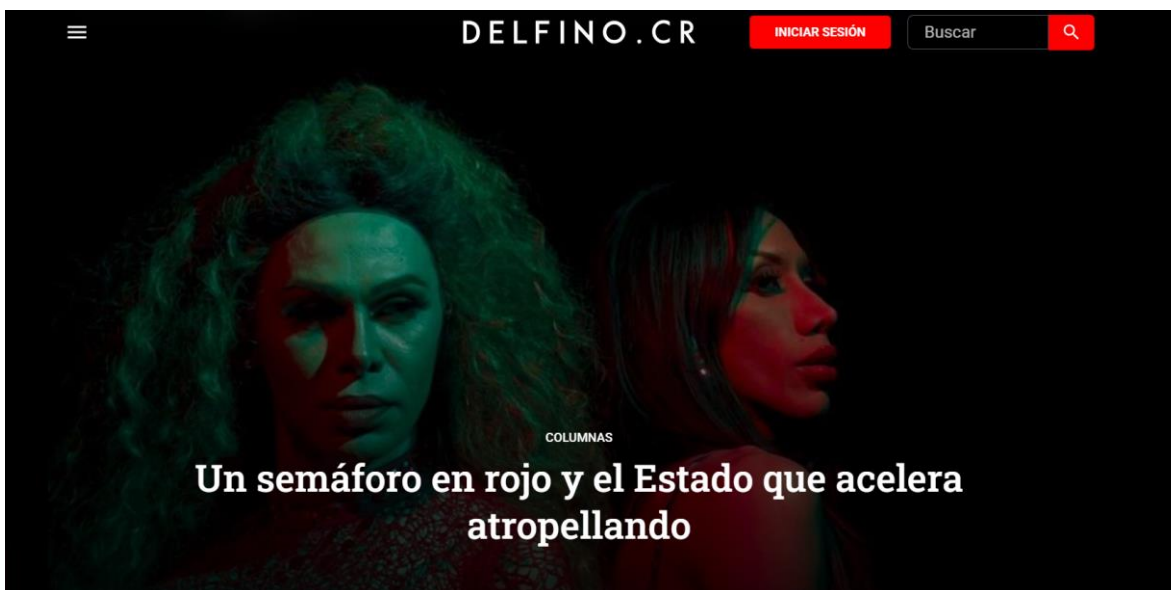 DELFINO.CR
INICIAR SESIÓN
Buscar
COLUMNAS
Un semáforo en rojo y el Estado que acelera
atropellando